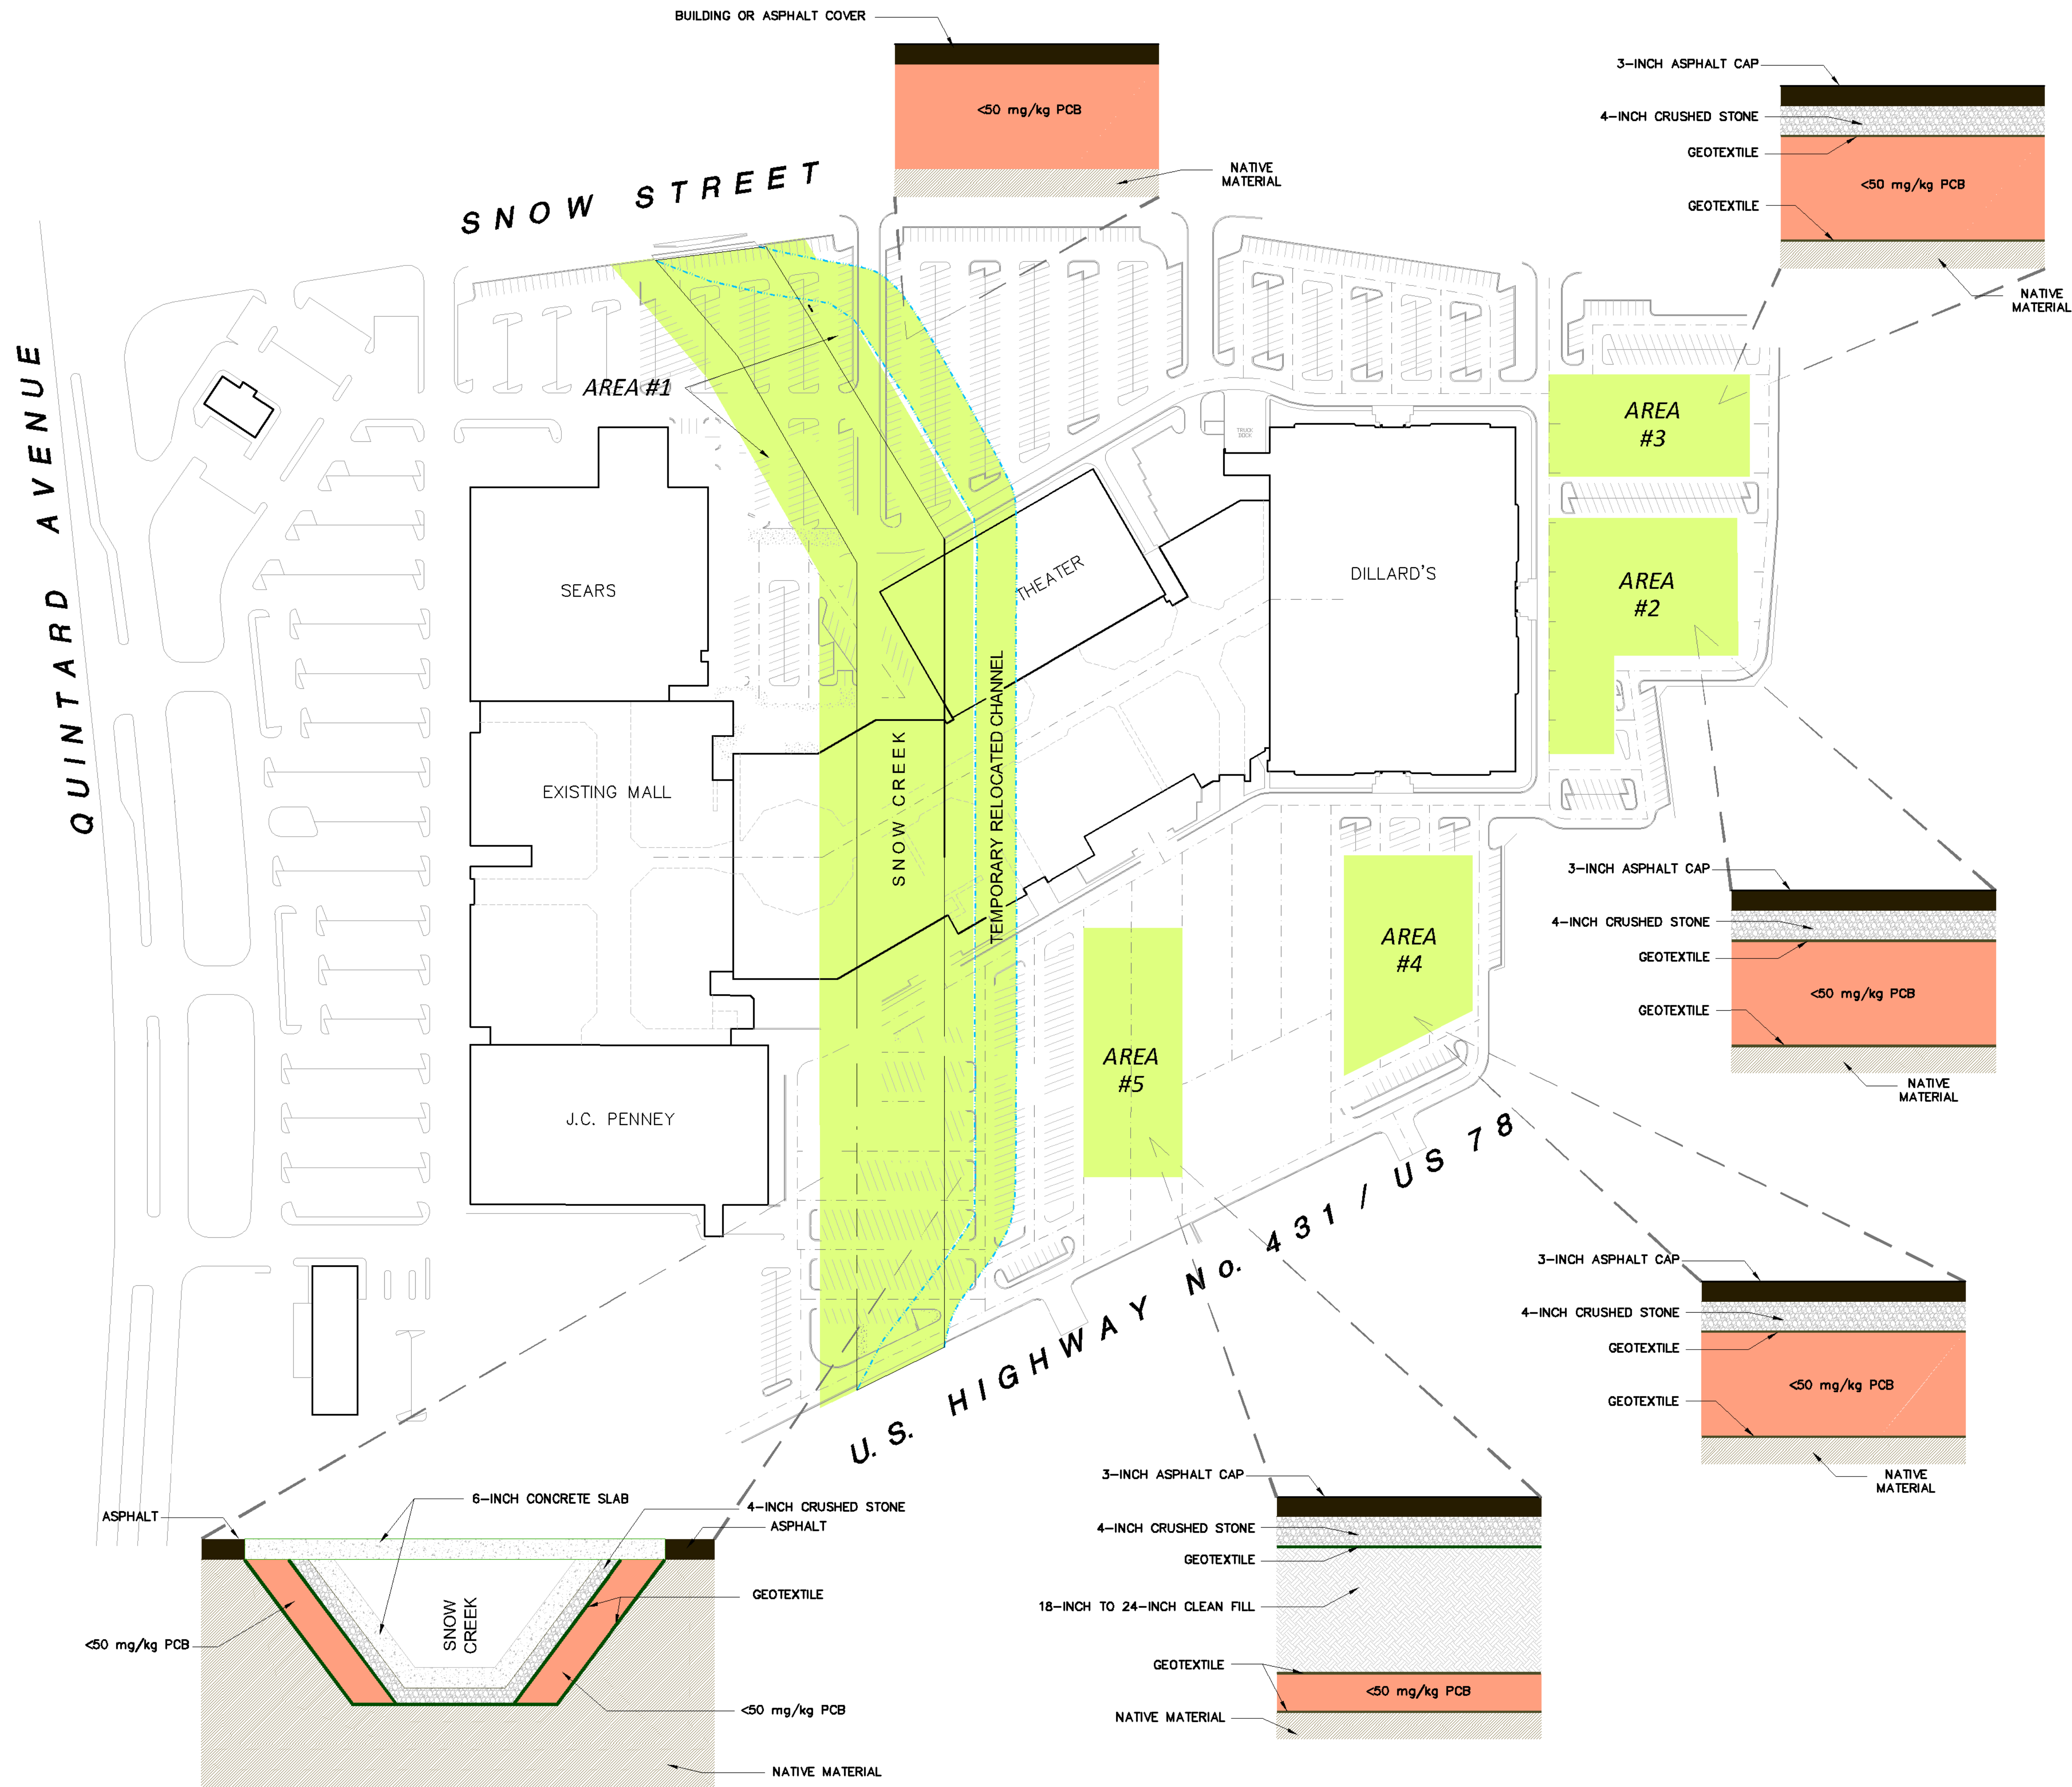 BUILDING OR ASPHALT COVER
<50 mg/kg PCB
NATIVE
MATERIAL
3-INCH ASPHALT CAP
4-INCH CRUSHED STONE
GEOTEXTILE
<50 mg/kg PCB
GEOTEXTILE
NATIVE
MATERIAL
SNOW STREET
QUINTARD AVENUE
AREA #1
TRUCK
DOCK
AREA
#3
AREA
#2
SEARS
THEATER
DILLARD'S
EXISTING MALL
SNOW CREEK
TEMPORARY RELOCATED CHANNEL
J.C. PENNEY
AREA
#4
AREA
#5
U.S. HIGHWAY No. 431 / US 78
3-INCH ASPHALT CAP
4-INCH CRUSHED STONE
GEOTEXTILE
<50 mg/kg PCB
GEOTEXTILE
NATIVE
MATERIAL
3-INCH ASPHALT CAP
4-INCH CRUSHED STONE
GEOTEXTILE
<50 mg/kg PCB
GEOTEXTILE
NATIVE
MATERIAL
3-INCH ASPHALT CAP
4-INCH CRUSHED STONE
GEOTEXTILE
18-INCH TO 24-INCH CLEAN FILL
GEOTEXTILE
<50 mg/kg PCB
NATIVE MATERIAL
6-INCH CONCRETE SLAB
4-INCH CRUSHED STONE
ASPHALT
ASPHALT
GEOTEXTILE
SNOW
CREEK
<50 mg/kg PCB
<50 mg/kg PCB
NATIVE MATERIAL